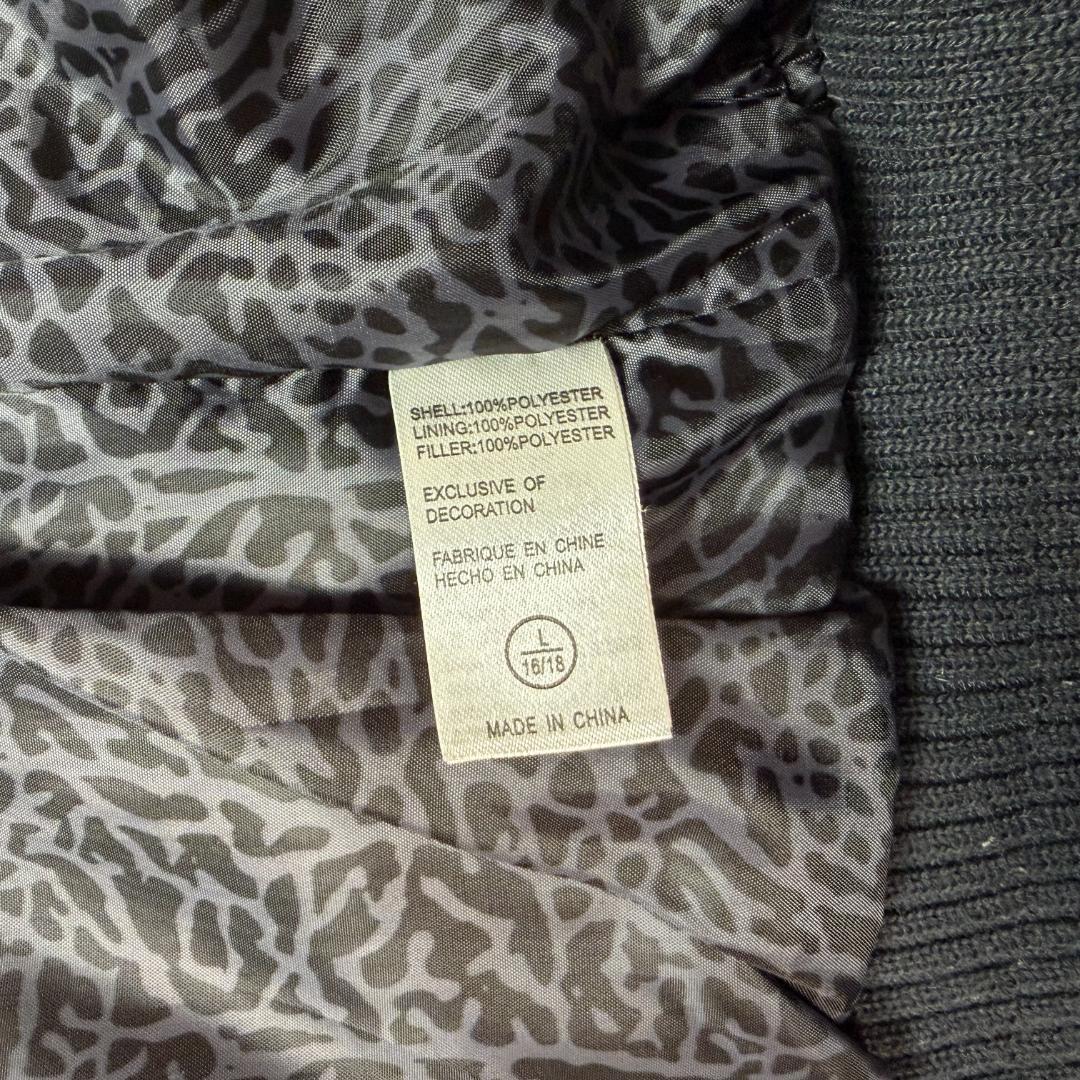 SHELL:100%POLYESTER
LINING:100%POLYESTER
FILLER:100%POLYESTER
EXCLUSIVE OF
DECORATION
FABRIQUE EN CHINE
HECHO EN CHINA
L
16/18
MADE IN CHINA